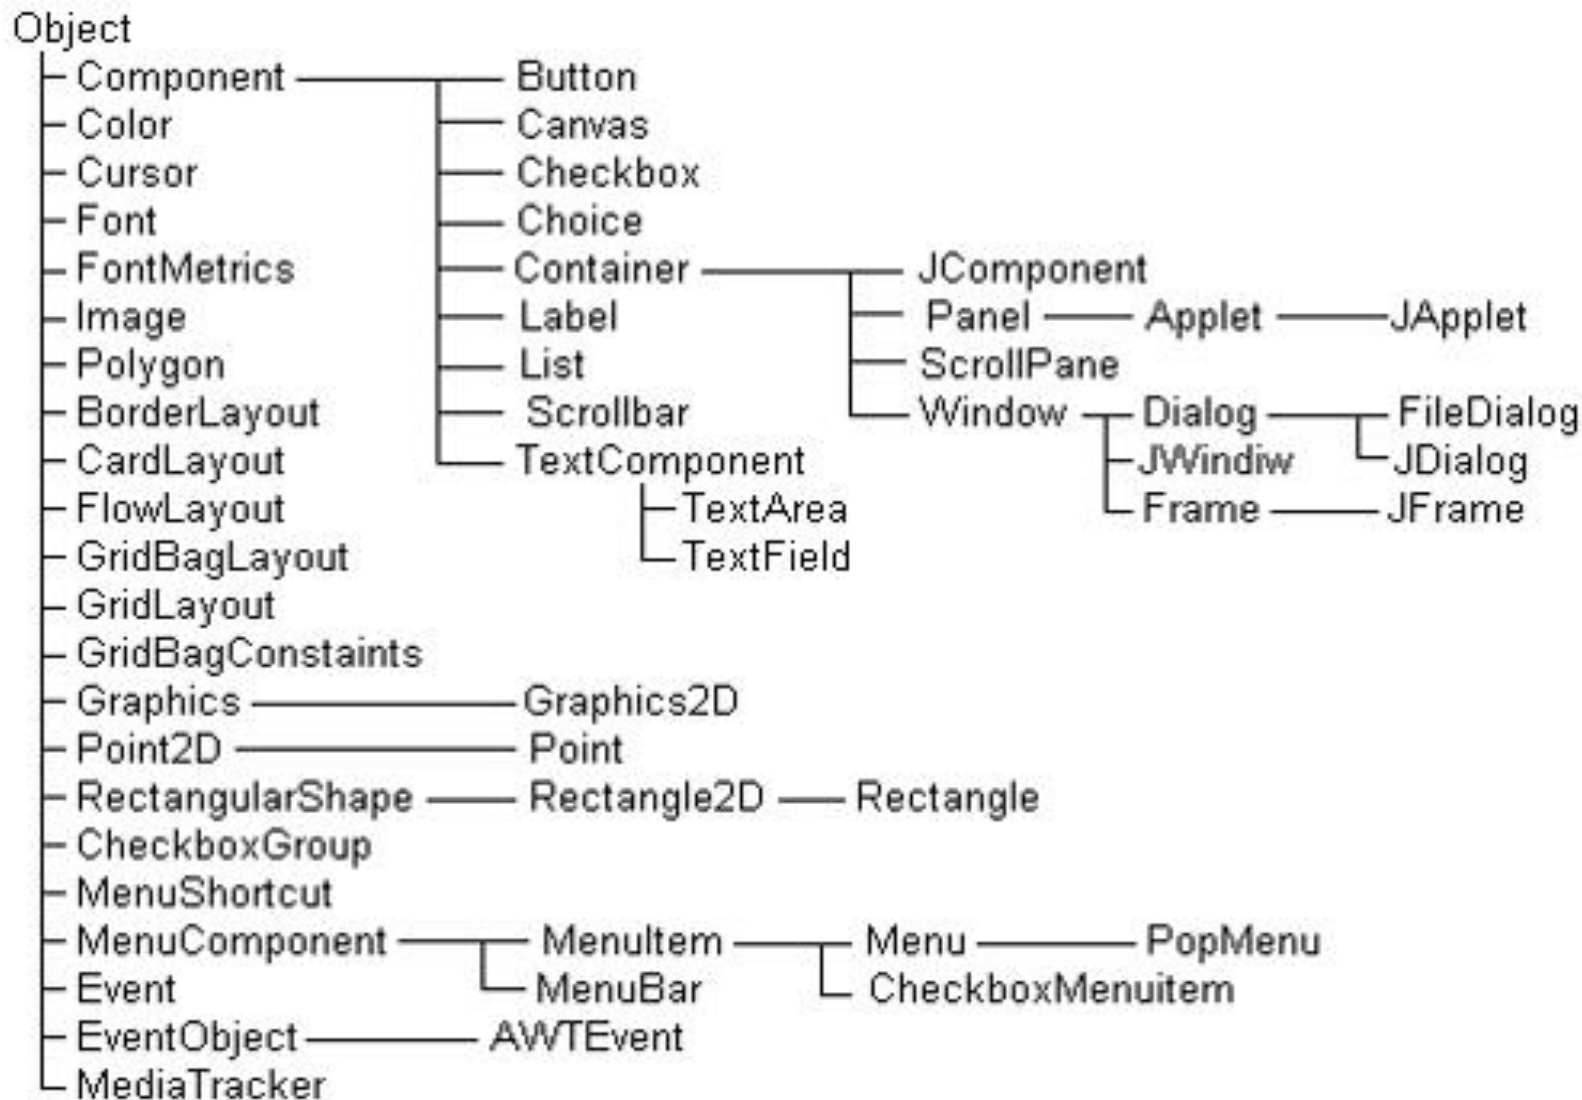 Object
Component Button
Color Canvas
Cursor Checkbox
Font Choice
FontMetrics Container JComponent
Image Label Panel Applet JApplet
Polygon List ScrollPane
BorderLayout Scrollbar Window Dialog FileDialog
CardLayout TextComponent JWindiw JDialog
FlowLayout TextArea Frame JFrame
GridBagLayout TextField
GridLayout
GridBagConstaints
Graphics Graphics2D
Point2D Point
RectangularShape Rectangle2D Rectangle
CheckboxGroup
MenuShortcut
MenuComponent MenuItem Menu PopMenu
Event MenuBar CheckboxMenuitem
EventObject AWTEvent
MediaTracker